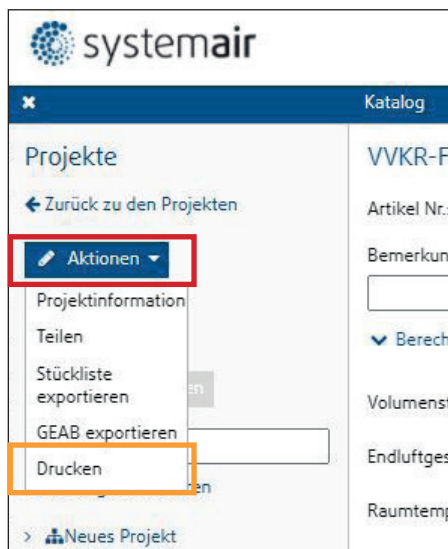 systemair
Katalog
Projekte
Zurück zu den Projekten
Aktionen
Projektinformation
Teilen
Stückliste
exportieren
GEAB exportieren
Drucken
Neues Projekt
VVKR-F
Artikel Nr.:
Bemerkun
Berech
Volumenst
Endluftges
Raumtemp